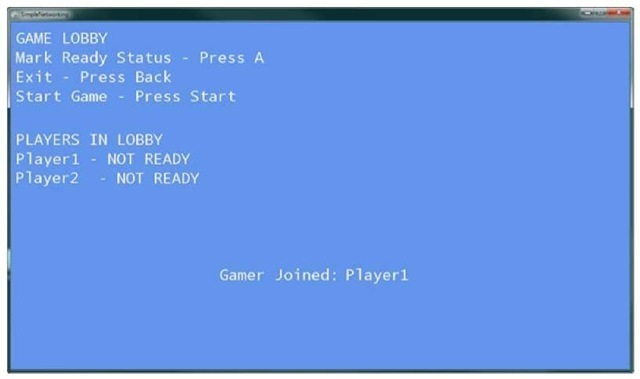 SimpleNetworking
GAME LOBBY
Mark Ready Status - Press A
Exit - Press Back
Start Game - Press Start
PLAYERS IN LOBBY
Player1 - NOT READY
Player2 - NOT READY
Gamer Joined: Player1